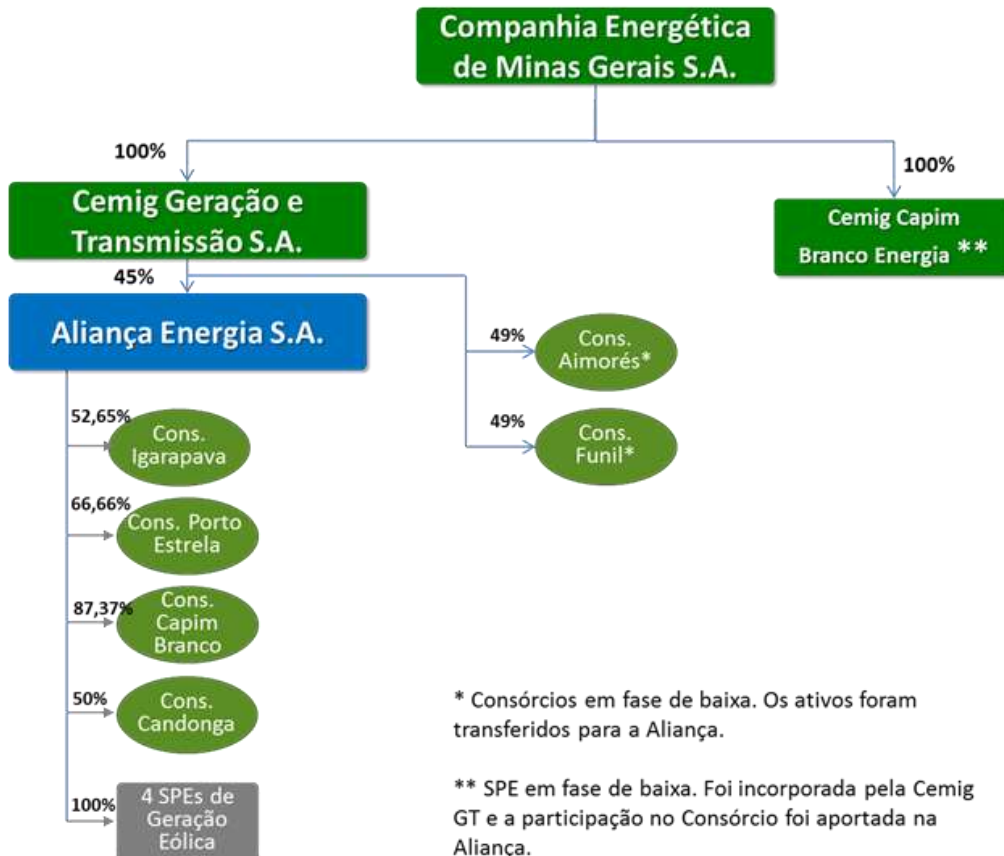 Companhia Energética
de Minas Gerais S.A.
100%
100%
Cemig Geração e
Transmissão S.A.
Cemig Capim
Branco Energia **
45%
Aliança Energia S.A.
49%
Cons.
Aimorés*
49%
Cons.
Funil*
52,65%
Cons.
Igarapava
66,66%
Cons. Porto
Estrela
87,37%
Cons.
Capim
Branco
50%
Cons.
Candonga
100%
4 SPEs de
Geração
Eólica
* Consórcios em fase de baixa. Os ativos foram
transferidos para a Aliança.
** SPE em fase de baixa. Foi incorporada pela Cemig
GT e a participação no Consórcio foi aportada na
Aliança.